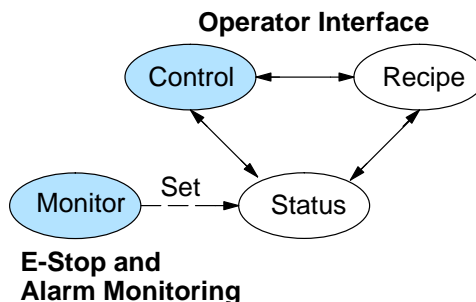 Operator Interface
Control
Recipe
Set
Monitor
Status
E-Stop and
Alarm Monitoring